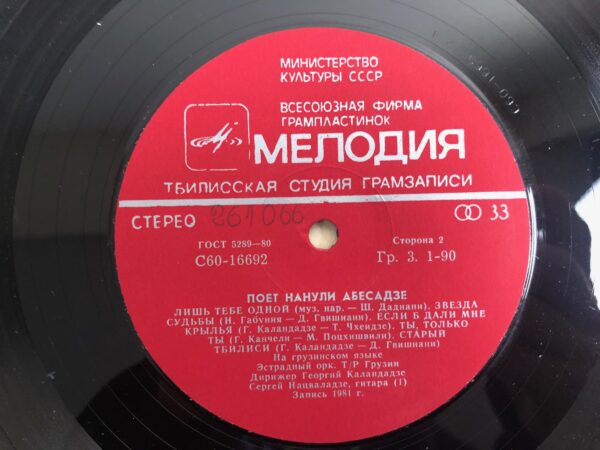 МИНИСТЕРСТВО
КУЛЬТУРЫ СССР
ВСЕСОЮЗНАЯ ФИРМА
ГРАМПЛАСТИНОК
МЕЛОДИЯ
ТБИЛИССКАЯ СТУДИЯ ГРАМЗАПИСИ
СТЕРЕО 261066 33
ГОСТ 5289—80 Сторона 2
С60-16692 Гр. 3. 1-90
ПОЕТ НАНУЛИ АБЕСАДЗЕ
ЛИШЬ ТЕБЕ ОДНОЙ (муз. нар. — Ш. Дадиани). ЗВЕЗДА
СУДЬБЫ (И. Габуния — Д. Гвишиани). ЕСЛИ Б ДАЛИ МНЕ
КРЫЛЬЯ (Г. Каландадзе — Т. Чхеидзе). ТЫ, ТОЛЬКО
ТЫ (Г. Канчели — М. Поцхишвили). СТАРЫЙ
ТБИЛИСИ (Г. Каландадзе — Д. Гвишиани)
На грузинском языке
Эстрадный орк. Т/Р Грузии
Дирижер Георгий Каландадзе
Сергей Нацваладзе, гитара (1)
Запись 1981 г.